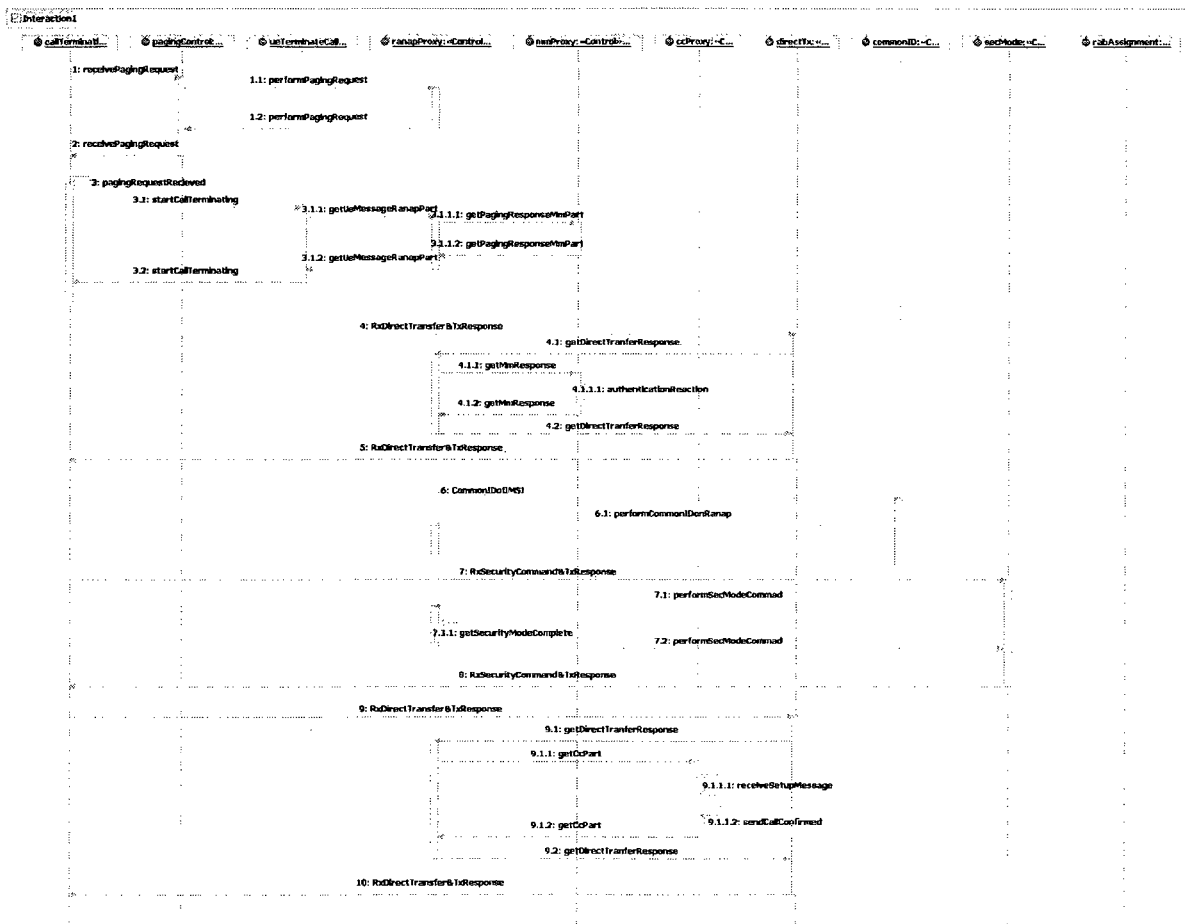 Interaction1
callTerminati... pagingControl:... ueTerminateCall... ranapProxy: «Control... mmProxy: «Control»... ccProxy: «C... directTx: «... commonID: «C... secMode: «C... rabAssignment:...
1: receivePagingRequest
1.1: performPagingRequest
1.2: performPagingRequest
2: receivePagingRequest
3: pagingRequestRecieved
3.1: startCallTerminating
3.1.1: getUeMessageRanapPart
3.1.1.1: getPagingResponseMmPart
3.1.1.2: getPagingResponseMmPart
3.1.2: getUeMessageRanapPart
3.2: startCallTerminating
4: RxDirectTransfer&TxResponse
4.1: getDirectTranferResponse
4.1.1: getMmResponse
4.1.1.1: authenticationReaction
4.1.2: getMmResponse
4.2: getDirectTranferResponse
5: RxDirectTransfer&TxResponse
6: CommonIDofIMSI
6.1: performCommonIDonRanap
7: RxSecurityCommand&TxResponse
7.1: performSecModeCommad
7.1.1: getSecurityModeComplete
7.2: performSecModeCommad
8: RxSecurityCommand&TxResponse
9: RxDirectTransfer&TxResponse
9.1: getDirectTranferResponse
9.1.1: getCcPart
9.1.1.1: receiveSetupMessage
9.1.1.2: sendCallConfirmed
9.1.2: getCcPart
9.2: getDirectTranferResponse
10: RxDirectTransfer&TxResponse